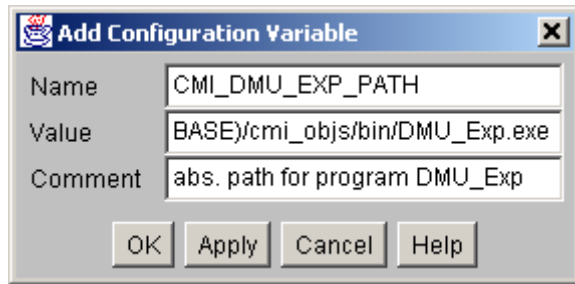 Add Configuration Variable
Name CMI_DMU_EXP_PATH
Value BASE)/cmi_objs/bin/DMU_Exp.exe
Comment abs. path for program DMU_Exp
OK Apply Cancel Help